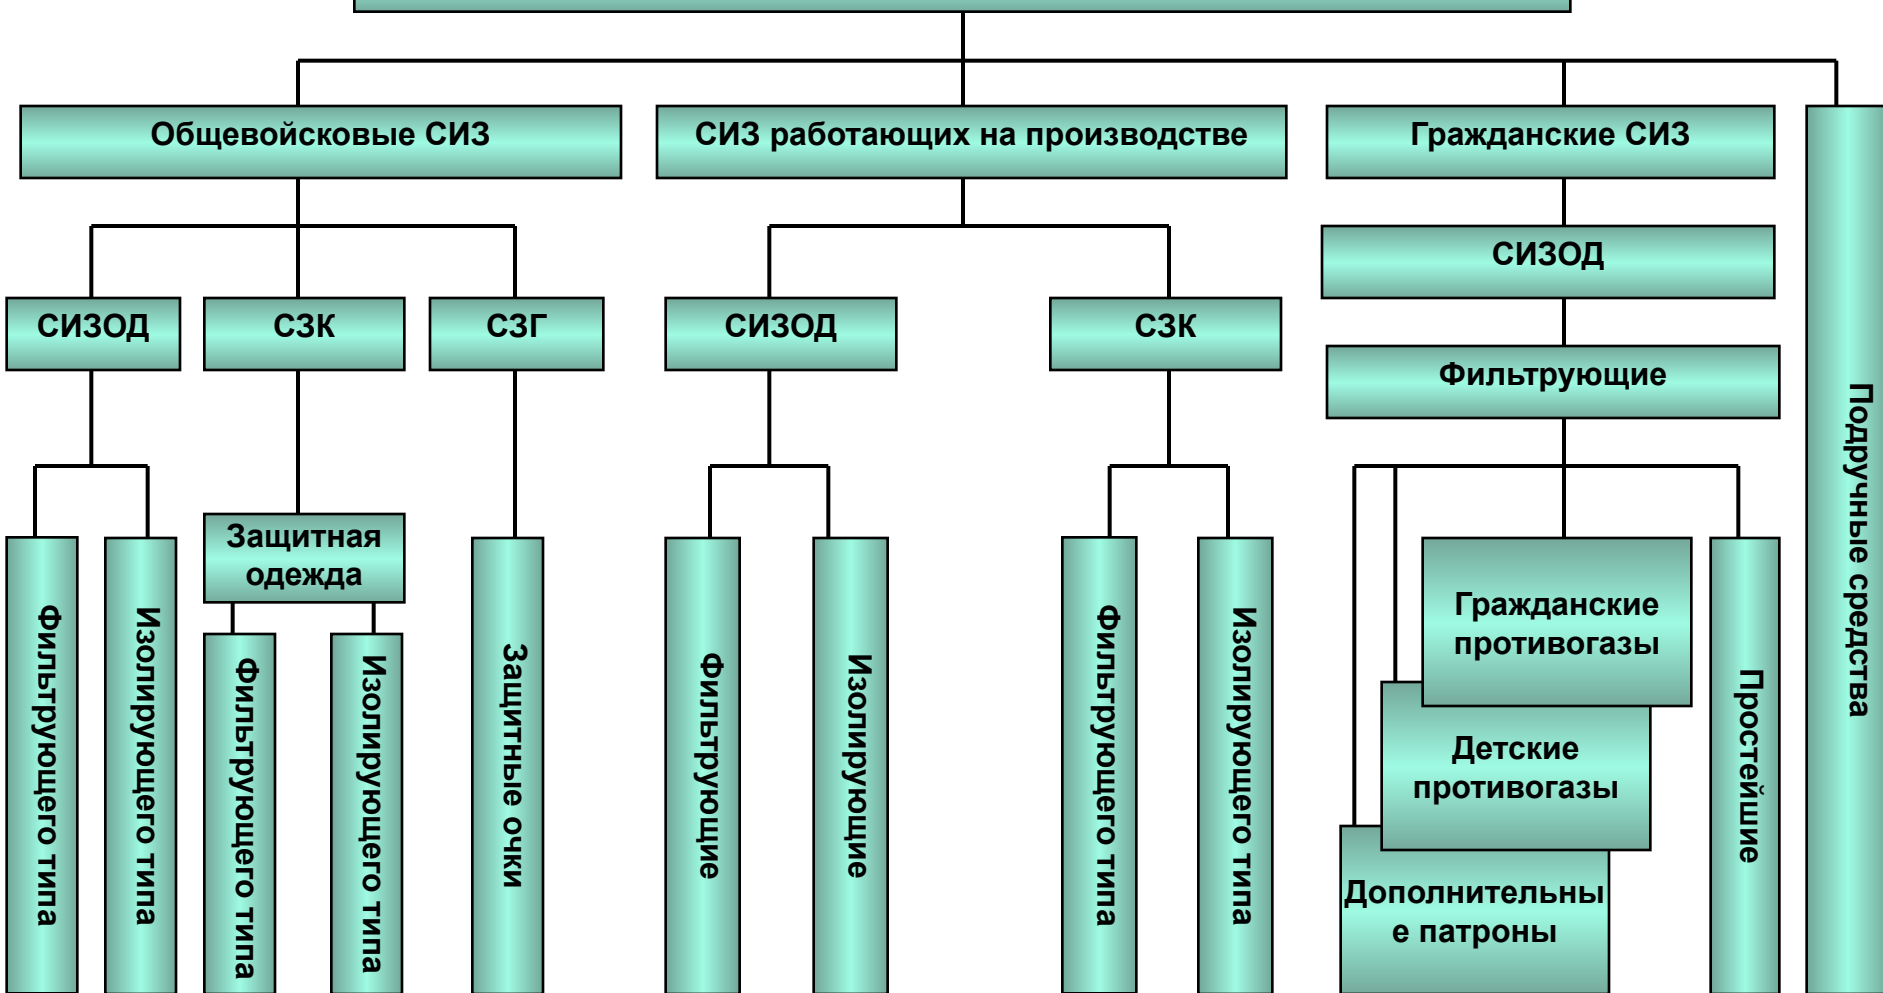 Общевойсковые СИЗ
СИЗ работающих на производстве
Гражданские СИЗ
Подручные средства
СИЗОД
СИЗОД
СЗК
СЗГ
СИЗОД
СЗК
Фильтрующие
Защитная
одежда
Фильтрующего типа
Изолирующего типа
Фильтрующего типа
Изолирующего типа
Защитные очки
Фильтрующие
Изолирующие
Фильтрующего типа
Изолирующего типа
Гражданские
противогазы
Детские
противогазы
Дополнительны
е патроны
Простейшие